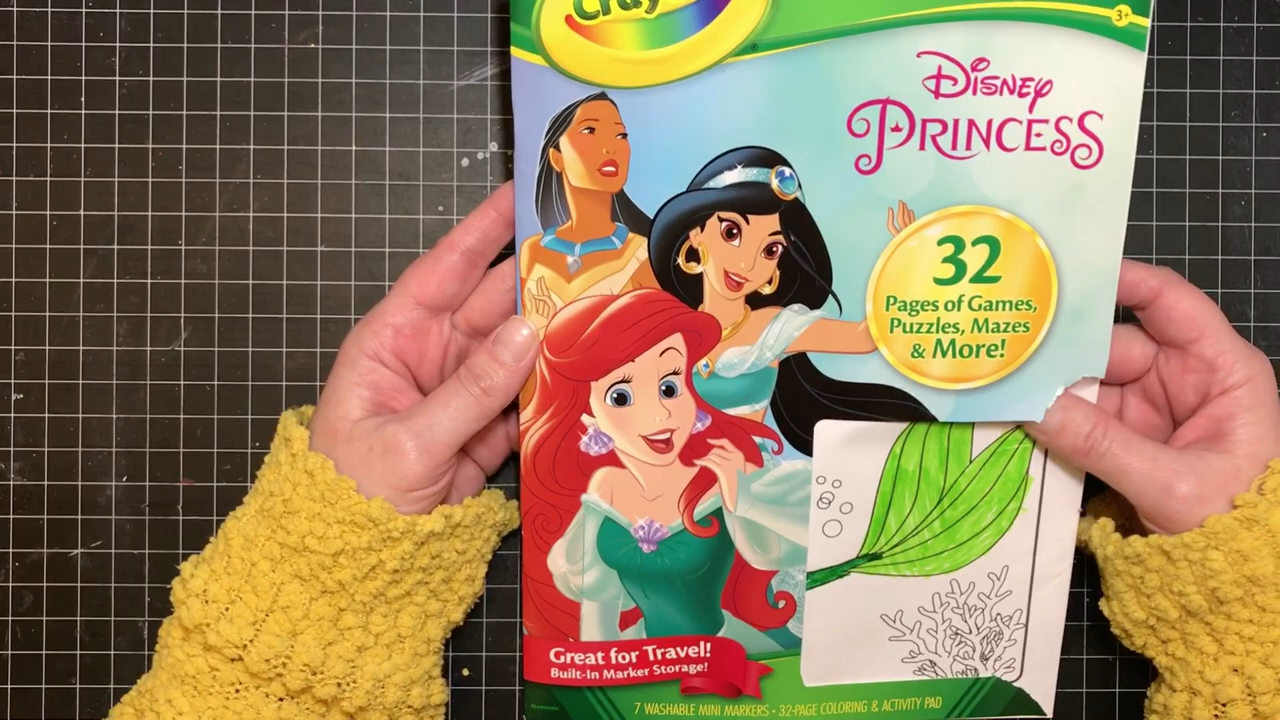 Cray
3+
Disney
PRINCESS
32
Pages of Games,
Puzzles, Mazes
& More!
Great for Travel!
Built-In Marker Storage!
7 WASHABLE MINI MARKERS • 32-PAGE COLORING & ACTIVITY PAD